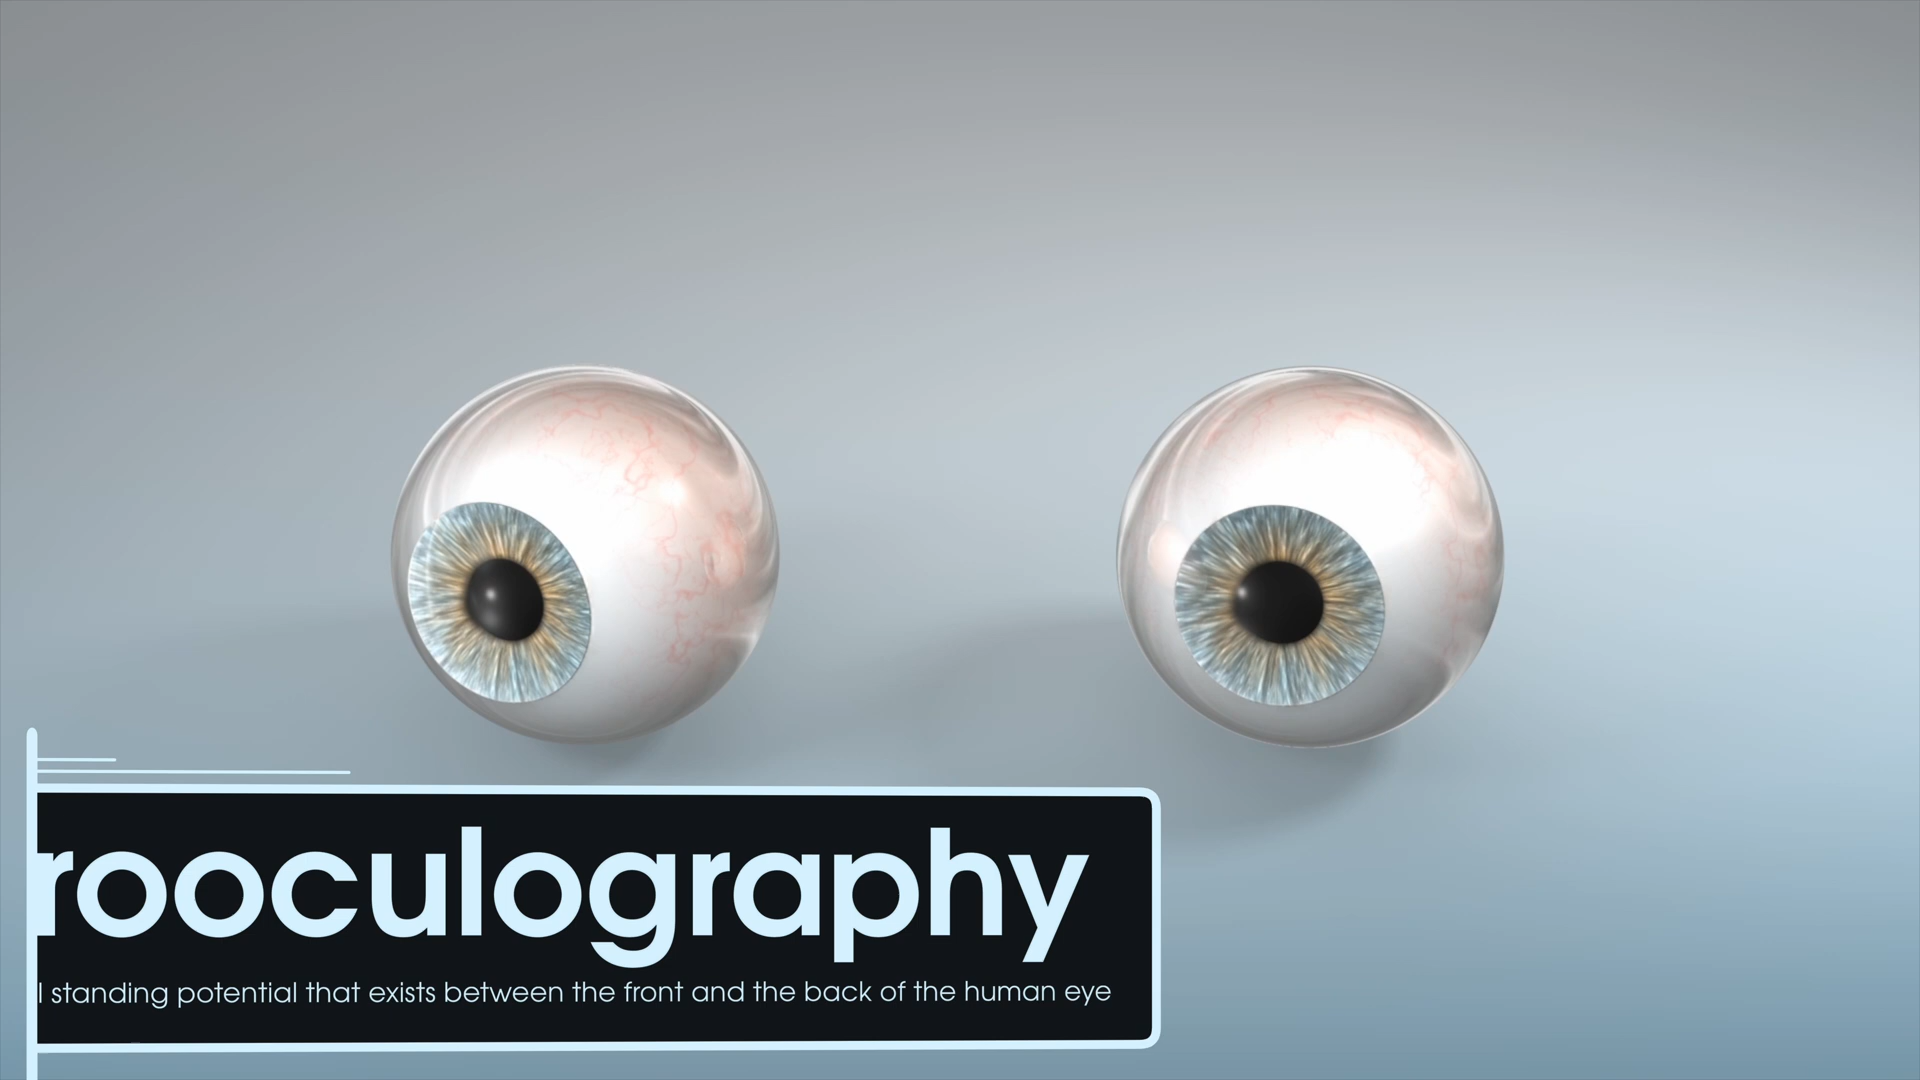 rooculography
l standing potential that exists between the front and the back of the human eye